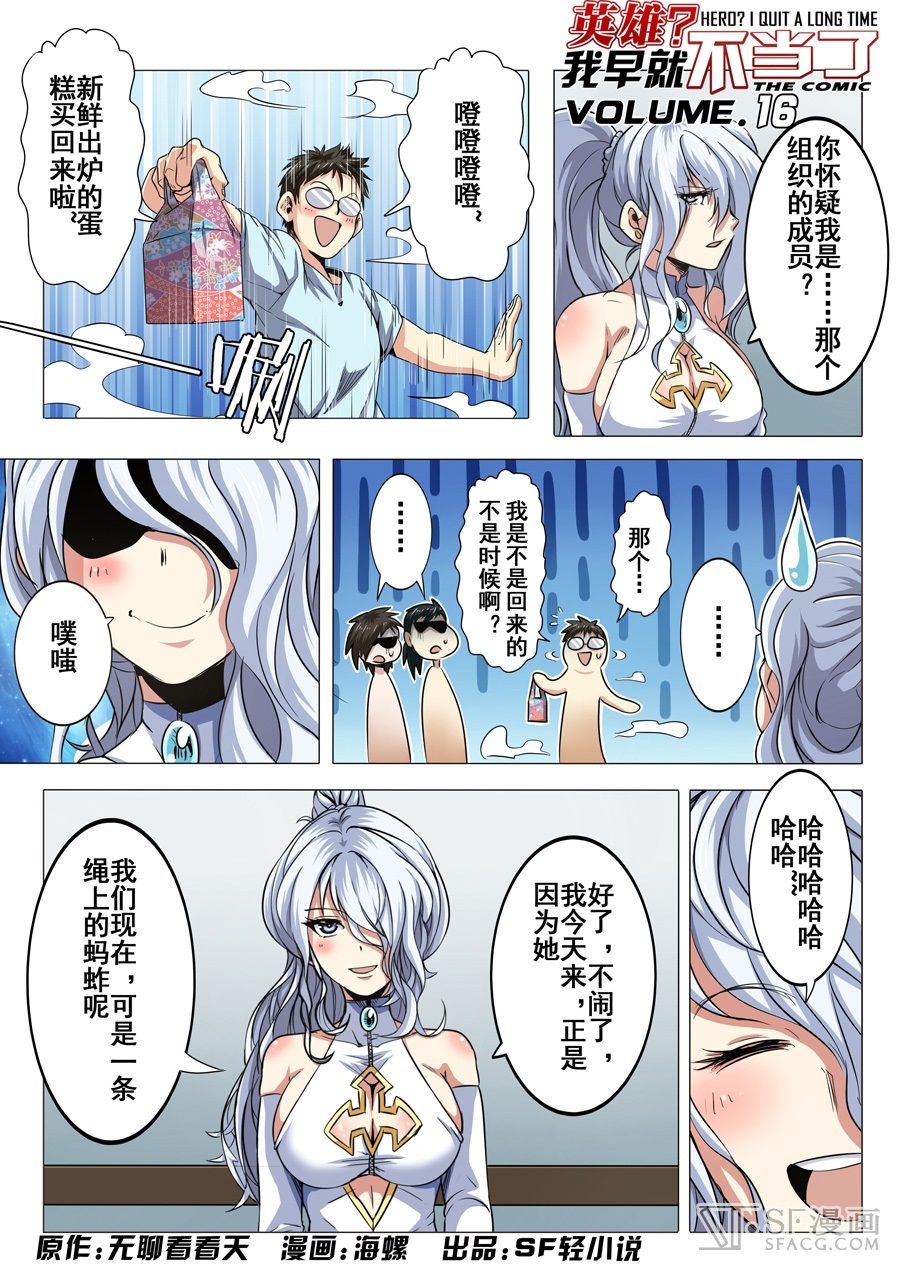 英雄?
HERO? I QUIT A LONG TIME
我早就
不当了
THE COMIC
VOLUME. 16
你怀疑我是……那个
组织的成员?
噔噔噔噔~
新鲜出炉的蛋
糕买回来啦~
……
那个…
我是不是回来的
不是时候啊?
……
噗嗤
哈哈哈哈哈
哈哈~
好了,不闹了,
我今天来,正是
因为她
我们现在,可是一条
绳上的蚂蚱呢
原作:无聊看看天 漫画:海螺 出品:SF轻小说
SF漫画
SFACG.COM